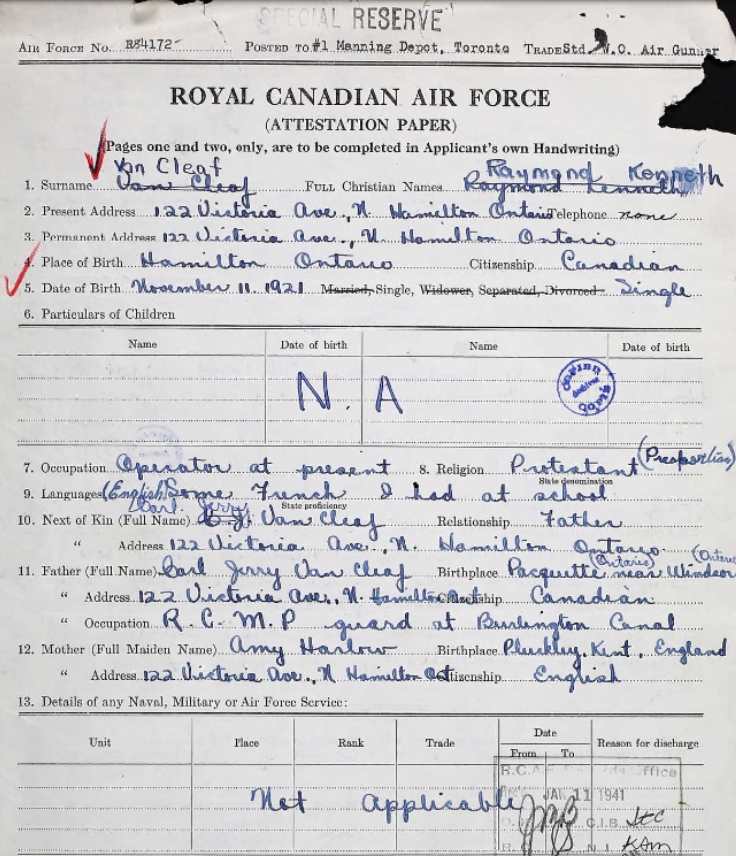 SPECIAL RESERVE
AIR FORCE No. R84172 POSTED TO #1 Manning Depot, Toronto TRADE Std. W.O. Air Gunner
ROYAL CANADIAN AIR FORCE
(ATTESTATION PAPER)
(Pages one and two, only, are to be completed in Applicant's own Handwriting)
Van Cleaf Raymond Kenneth
1. Surname Van Cleaf FULL Christian Names Raymond Kenneth
2. Present Address 122 Victoria Ave., N. Hamilton Ontario Telephone none
3. Permanent Address 122 Victoria Ave., N. Hamilton Ontario
4. Place of Birth Hamilton Ontario Citizenship Canadian
5. Date of Birth November 11. 1921 Married, Single, Widower, Separated, Divorced Single
6. Particulars of Children
Name Date of birth Name Date of birth
N. A
7. Occupation Operator at present 8. Religion Protestant
State denomination
9. Languages (English) Some French I had at school
State proficiency
Carl Jerry
10. Next of Kin (Full Name) Van Cleaf Relationship Father
" Address 122 Victoria Ave., N. Hamilton Ontario
(Ontario)
11. Father (Full Name) Carl Jerry Van Cleaf Birthplace Pacquette near Windsor
" Address 122 Victoria Ave., N. Hamilton Ont Citizenship Canadian
" Occupation R.C.M.P guard at Burlington Canal
12. Mother (Full Maiden Name) Amy Harlow Birthplace Pluckley, Kent, England
" Address 122 Victoria Ave., N Hamilton Ont Citizenship English
13. Details of any Naval, Military or Air Force Service:
Unit Place Rank Trade Date Reason for discharge
From To
Not Applicable
R.C.A.F. Office
JAN 11 1941
C.I.B.